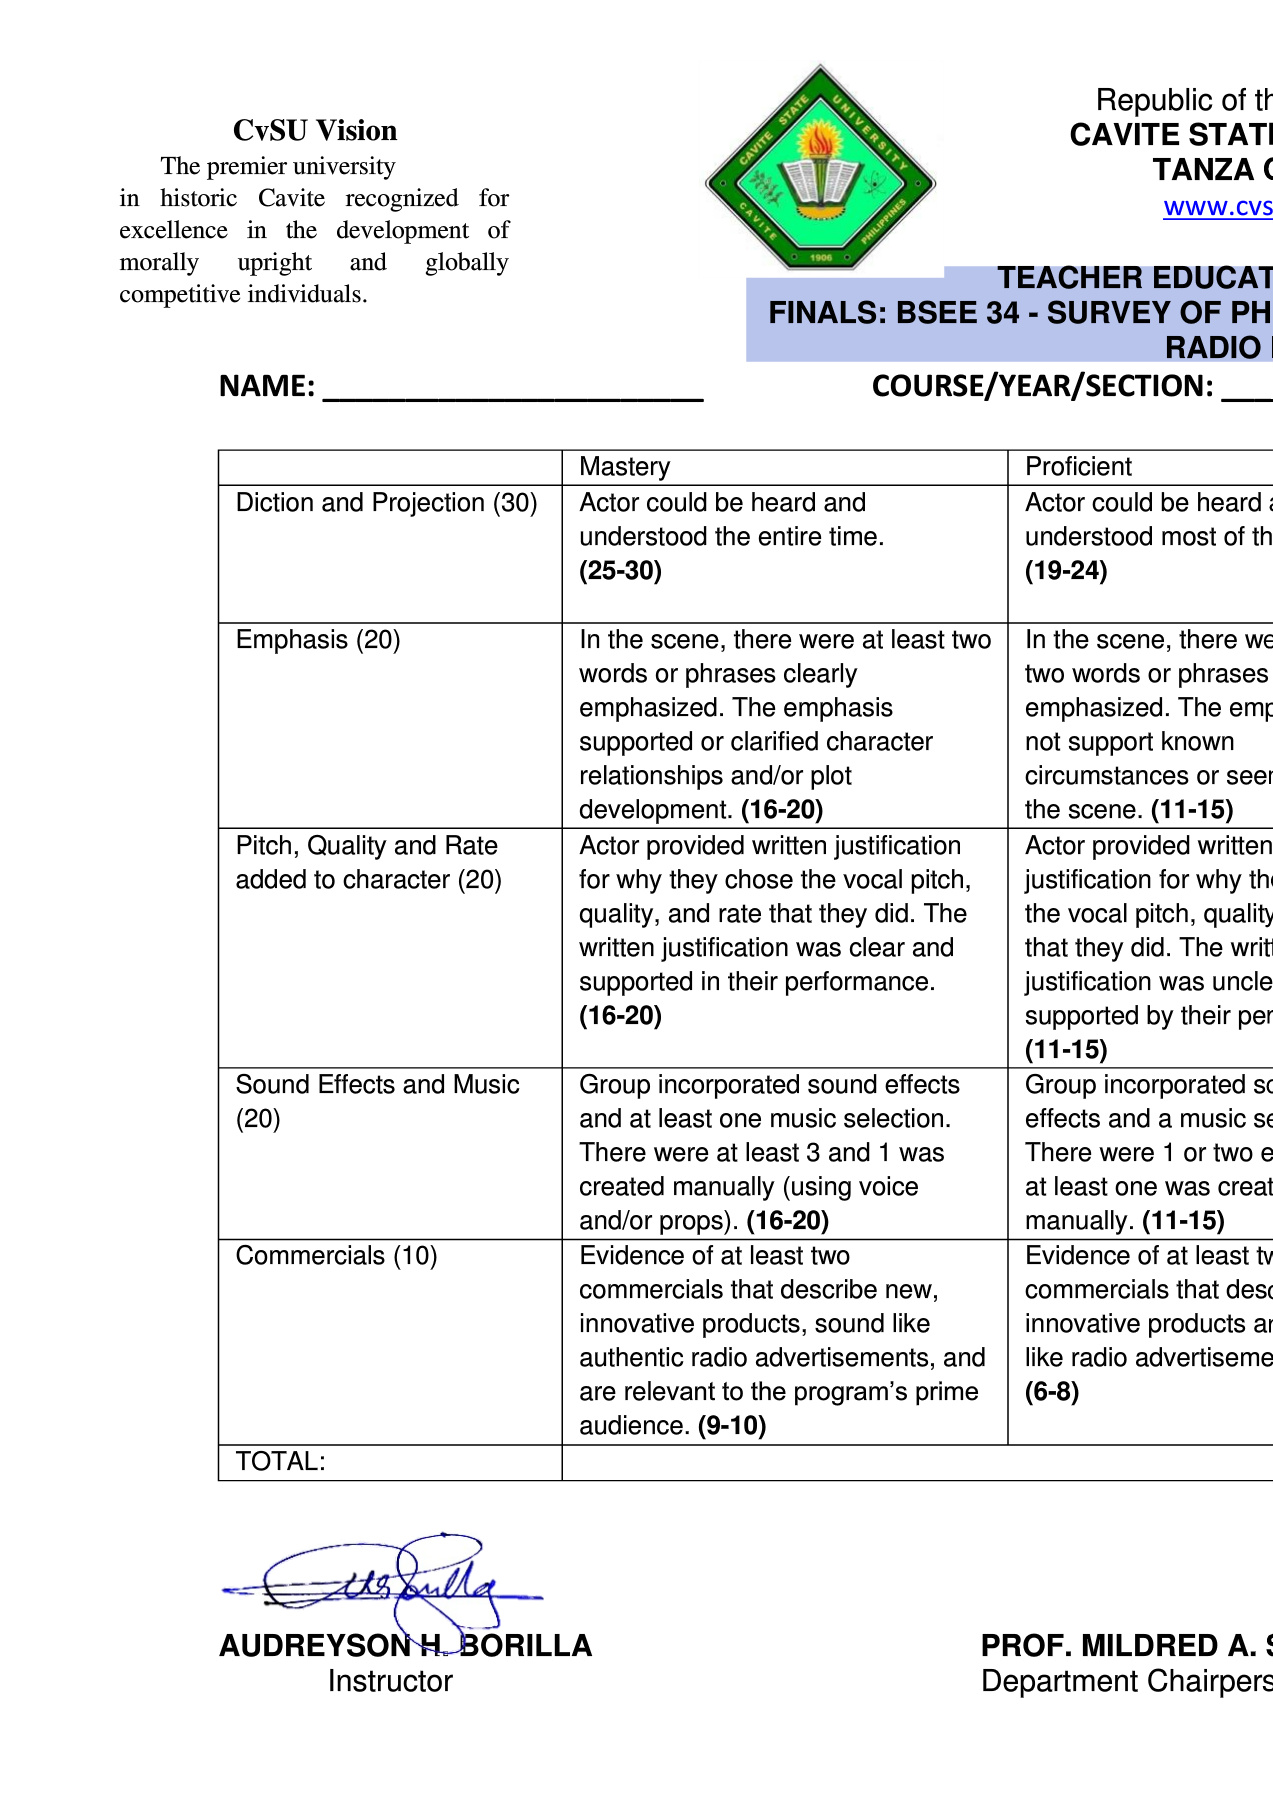 CvSU Vision
The premier university
in historic Cavite recognized for
excellence in the development of
morally upright and globally
competitive individuals.
CAVITE STATE UNIVERSITY
CAVITE
PHILIPPINES
1906
Republic of th
CAVITE STATE
TANZA C
www.cvs
TEACHER EDUCAT
FINALS: BSEE 34 - SURVEY OF PH
RADIO
NAME: _______________________
COURSE/YEAR/SECTION: ___
Mastery
Proficient
Diction and Projection (30)
Actor could be heard and
understood the entire time.
(25-30)
Actor could be heard a
understood most of th
(19-24)
Emphasis (20)
In the scene, there were at least two
words or phrases clearly
emphasized. The emphasis
supported or clarified character
relationships and/or plot
development. (16-20)
In the scene, there we
two words or phrases
emphasized. The emp
not support known
circumstances or seem
the scene. (11-15)
Pitch, Quality and Rate
added to character (20)
Actor provided written justification
for why they chose the vocal pitch,
quality, and rate that they did. The
written justification was clear and
supported in their performance.
(16-20)
Actor provided written
justification for why the
the vocal pitch, quality
that they did. The writt
justification was uncle
supported by their per
(11-15)
Sound Effects and Music
(20)
Group incorporated sound effects
and at least one music selection.
There were at least 3 and 1 was
created manually (using voice
and/or props). (16-20)
Group incorporated so
effects and a music se
There were 1 or two e
at least one was creat
manually. (11-15)
Commercials (10)
Evidence of at least two
commercials that describe new,
innovative products, sound like
authentic radio advertisements, and
are relevant to the program’s prime
audience. (9-10)
Evidence of at least tw
commercials that desc
innovative products an
like radio advertiseme
(6-8)
TOTAL:
AUDREYSON H. BORILLA
Instructor
PROF. MILDRED A. S
Department Chairpers